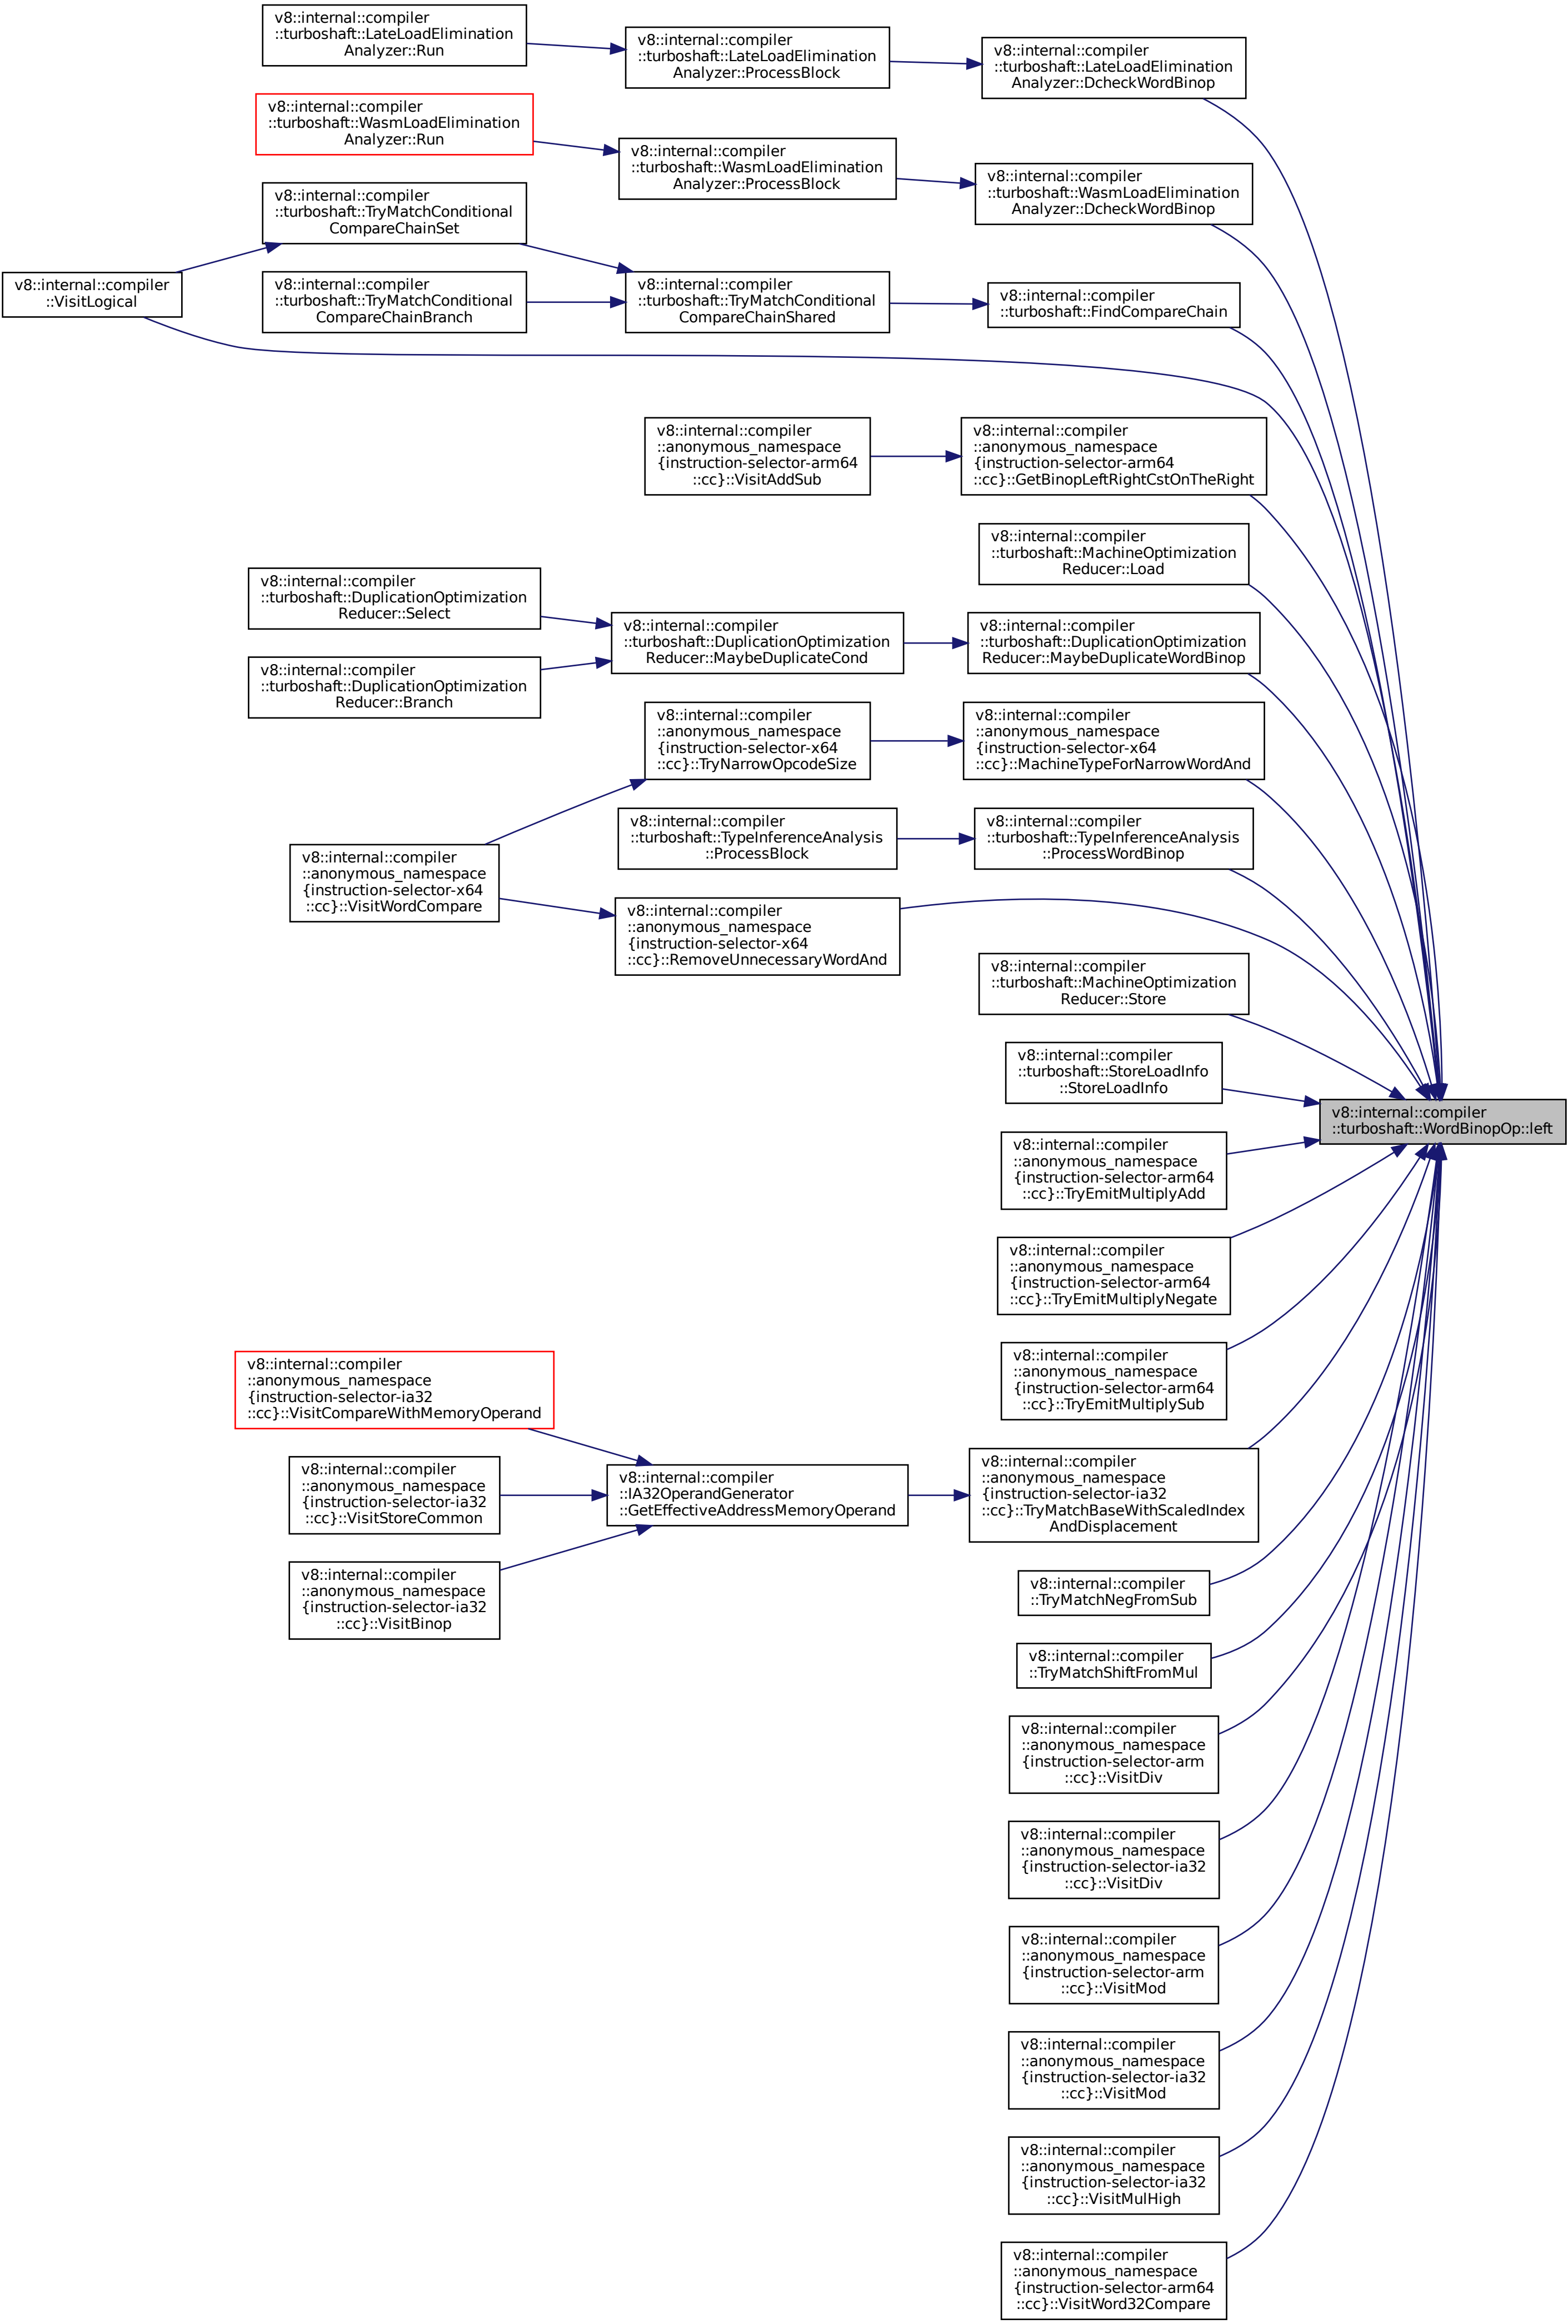 v8::internal::compiler
::turboshaft::LateLoadElimination
Analyzer::Run
v8::internal::compiler
::turboshaft::LateLoadElimination
Analyzer::ProcessBlock
v8::internal::compiler
::turboshaft::LateLoadElimination
Analyzer::DcheckWordBinop
v8::internal::compiler
::turboshaft::WasmLoadElimination
Analyzer::Run
v8::internal::compiler
::turboshaft::WasmLoadElimination
Analyzer::ProcessBlock
v8::internal::compiler
::turboshaft::WasmLoadElimination
Analyzer::DcheckWordBinop
v8::internal::compiler
::turboshaft::TryMatchConditional
CompareChainSet
v8::internal::compiler
::VisitLogical
v8::internal::compiler
::turboshaft::TryMatchConditional
CompareChainBranch
v8::internal::compiler
::turboshaft::TryMatchConditional
CompareChainShared
v8::internal::compiler
::turboshaft::FindCompareChain
v8::internal::compiler
::anonymous_namespace
{instruction-selector-arm64
::cc}::VisitAddSub
v8::internal::compiler
::anonymous_namespace
{instruction-selector-arm64
::cc}::GetBinopLeftRightCstOnTheRight
v8::internal::compiler
::turboshaft::MachineOptimization
Reducer::Load
v8::internal::compiler
::turboshaft::DuplicationOptimization
Reducer::Select
v8::internal::compiler
::turboshaft::DuplicationOptimization
Reducer::MaybeDuplicateCond
v8::internal::compiler
::turboshaft::DuplicationOptimization
Reducer::MaybeDuplicateWordBinop
v8::internal::compiler
::turboshaft::DuplicationOptimization
Reducer::Branch
v8::internal::compiler
::anonymous_namespace
{instruction-selector-x64
::cc}::TryNarrowOpcodeSize
v8::internal::compiler
::anonymous_namespace
{instruction-selector-x64
::cc}::MachineTypeForNarrowWordAnd
v8::internal::compiler
::turboshaft::TypeInferenceAnalysis
::ProcessBlock
v8::internal::compiler
::turboshaft::TypeInferenceAnalysis
::ProcessWordBinop
v8::internal::compiler
::anonymous_namespace
{instruction-selector-x64
::cc}::VisitWordCompare
v8::internal::compiler
::anonymous_namespace
{instruction-selector-x64
::cc}::RemoveUnnecessaryWordAnd
v8::internal::compiler
::turboshaft::MachineOptimization
Reducer::Store
v8::internal::compiler
::turboshaft::StoreLoadInfo
::StoreLoadInfo
v8::internal::compiler
::turboshaft::WordBinopOp::left
v8::internal::compiler
::anonymous_namespace
{instruction-selector-arm64
::cc}::TryEmitMultiplyAdd
v8::internal::compiler
::anonymous_namespace
{instruction-selector-arm64
::cc}::TryEmitMultiplyNegate
v8::internal::compiler
::anonymous_namespace
{instruction-selector-arm64
::cc}::TryEmitMultiplySub
v8::internal::compiler
::anonymous_namespace
{instruction-selector-ia32
::cc}::VisitCompareWithMemoryOperand
v8::internal::compiler
::anonymous_namespace
{instruction-selector-ia32
::cc}::VisitStoreCommon
v8::internal::compiler
::IA32OperandGenerator
::GetEffectiveAddressMemoryOperand
v8::internal::compiler
::anonymous_namespace
{instruction-selector-ia32
::cc}::TryMatchBaseWithScaledIndex
AndDisplacement
v8::internal::compiler
::anonymous_namespace
{instruction-selector-ia32
::cc}::VisitBinop
v8::internal::compiler
::TryMatchNegFromSub
v8::internal::compiler
::TryMatchShiftFromMul
v8::internal::compiler
::anonymous_namespace
{instruction-selector-arm
::cc}::VisitDiv
v8::internal::compiler
::anonymous_namespace
{instruction-selector-ia32
::cc}::VisitDiv
v8::internal::compiler
::anonymous_namespace
{instruction-selector-arm
::cc}::VisitMod
v8::internal::compiler
::anonymous_namespace
{instruction-selector-ia32
::cc}::VisitMod
v8::internal::compiler
::anonymous_namespace
{instruction-selector-ia32
::cc}::VisitMulHigh
v8::internal::compiler
::anonymous_namespace
{instruction-selector-arm64
::cc}::VisitWord32Compare